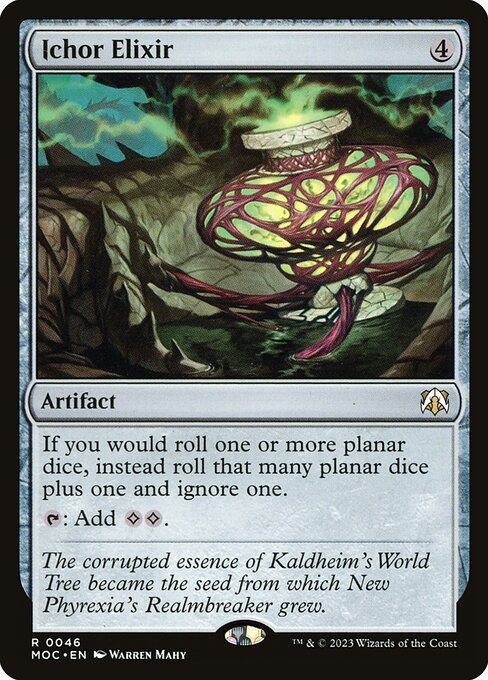 Ichor Elixir 4
Artifact
If you would roll one or more planar
dice, instead roll that many planar dice
plus one and ignore one.
: Add .
The corrupted essence of Kaldheim's World
Tree became the seed from which New
Phyrexia's Realmbreaker grew.
R 0046
MOC • EN Warren Mahy
™ & © 2023 Wizards of the Coast